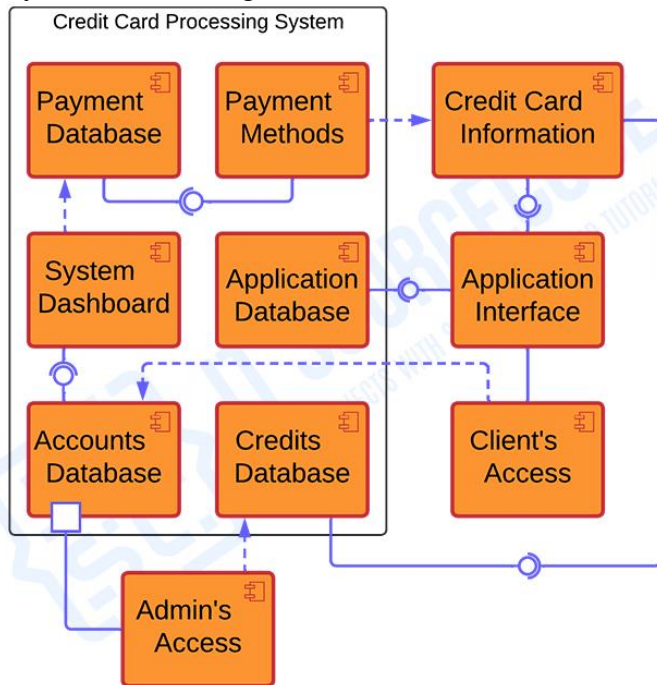 Credit Card Processing System
Payment
Database
Payment
Methods
Credit Card
Information
System
Dashboard
Application
Database
Application
Interface
Accounts
Database
Credits
Database
Client's
Access
Admin's
Access